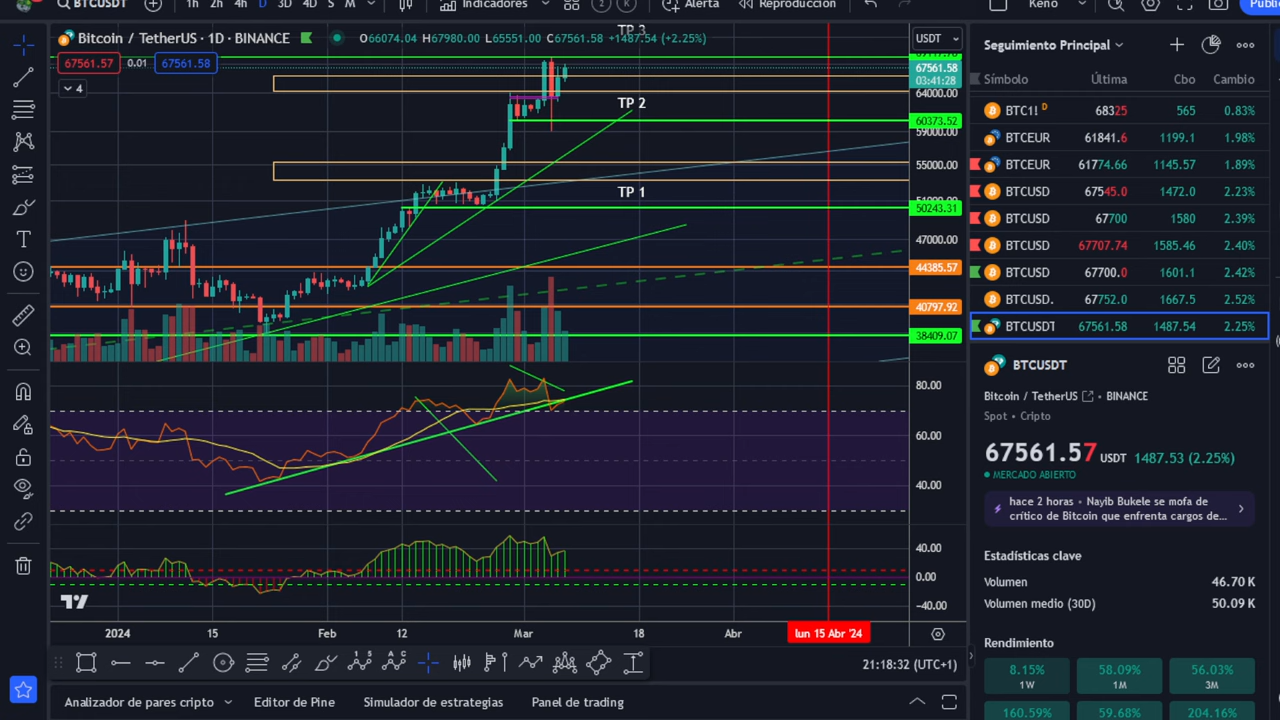 BTCUSDT
1h 2h 4h D 3D 4D S M
Indicadores
2
Alerta
Reproducción
Keno
Bitcoin / TetherUS · 1D · BINANCE
O66074.04 H67980.00 L65551.00 C67561.58 +1487.54 (+2.25%)
67561.57
0.01
67561.58
4
TP 3
TP 2
TP 1
USDT
67561.58
03:41:28
64000.00
60373.52
59000.00
55000.00
50243.31
47000.00
44385.57
40797.92
38409.07
80.00
60.00
40.00
40.00
0.00
−40.00
2024
15
Feb
12
Mar
18
Abr
lun 15 Abr '24
21:18:32 (UTC+1)
Analizador de pares cripto
Editor de Pine
Simulador de estrategias
Panel de trading
Seguimiento Principal
Símbolo Última Cbo Cambio
BTC1! D 68325 565 0.83%
BTCEUR 61841.6 1199.1 1.98%
BTCEUR 61774.66 1145.57 1.89%
BTCUSD 67545.0 1472.0 2.23%
BTCUSD 67700 1580 2.39%
BTCUSD 67707.74 1585.46 2.40%
BTCUSD 67700.0 1601.1 2.42%
BTCUSD. 67752.0 1667.5 2.52%
BTCUSDT 67561.58 1487.54 2.25%
BTCUSDT
Bitcoin / TetherUS • BINANCE
Spot • Cripto
67561.57 USDT 1487.53 (2.25%)
MERCADO ABIERTO
hace 2 horas • Nayib Bukele se mofa de
crítico de Bitcoin que enfrenta cargos de...
Estadísticas clave
Volumen 46.70 K
Volumen medio (30D) 50.09 K
Rendimiento
8.15% 58.09% 56.03%
1W 1M 3M
160.59% 59.68% 204.16%